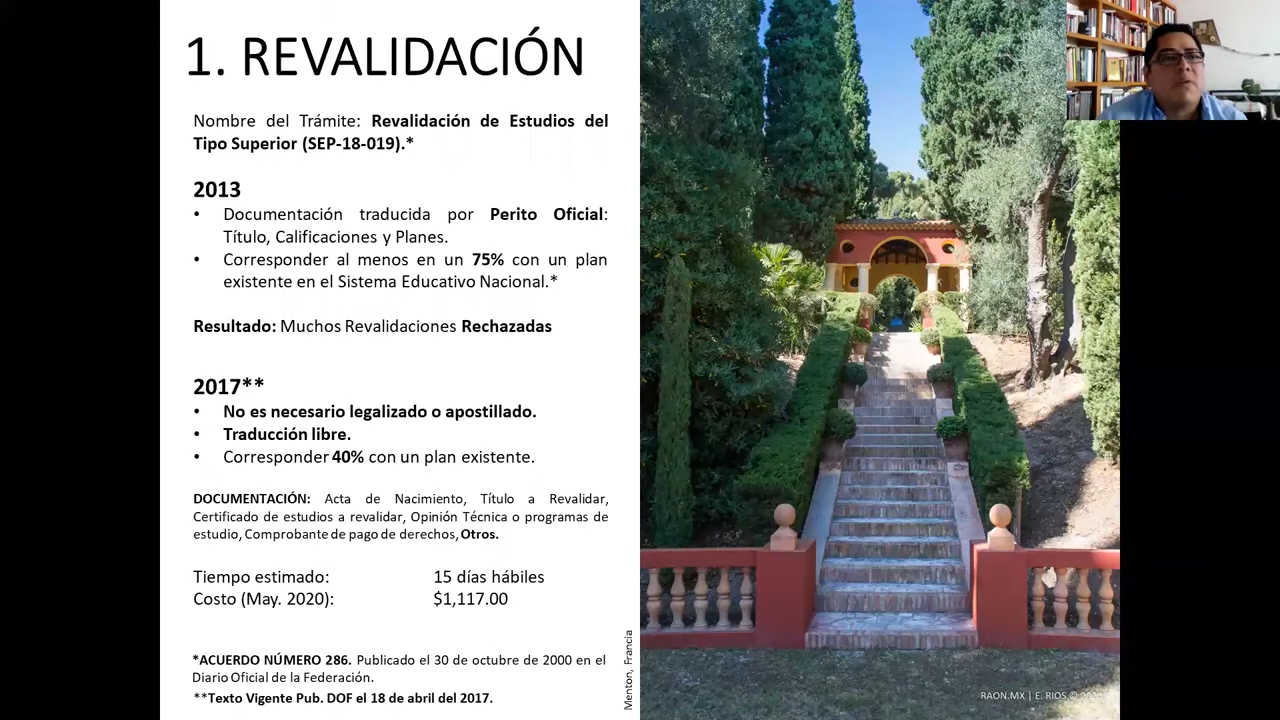 1. REVALIDACIÓN
Nombre del Trámite: Revalidación de Estudios del
Tipo Superior (SEP-18-019).*
2013
• Documentación traducida por Perito Oficial:
Título, Calificaciones y Planes.
• Corresponder al menos en un 75% con un plan
existente en el Sistema Educativo Nacional.*
Resultado: Muchos Revalidaciones Rechazadas
2017**
• No es necesario legalizado o apostillado.
• Traducción libre.
• Corresponder 40% con un plan existente.
DOCUMENTACIÓN: Acta de Nacimiento, Título a Revalidar,
Certificado de estudios a revalidar, Opinión Técnica o programas de
estudio, Comprobante de pago de derechos, Otros.
Tiempo estimado: 15 días hábiles
Costo (May. 2020): $1,117.00
*ACUERDO NÚMERO 286. Publicado el 30 de octubre de 2000 en el
Diario Oficial de la Federación.
**Texto Vigente Pub. DOF el 18 de abril del 2017.
Menton, Francia
RAON.MX | E. RIOS ©